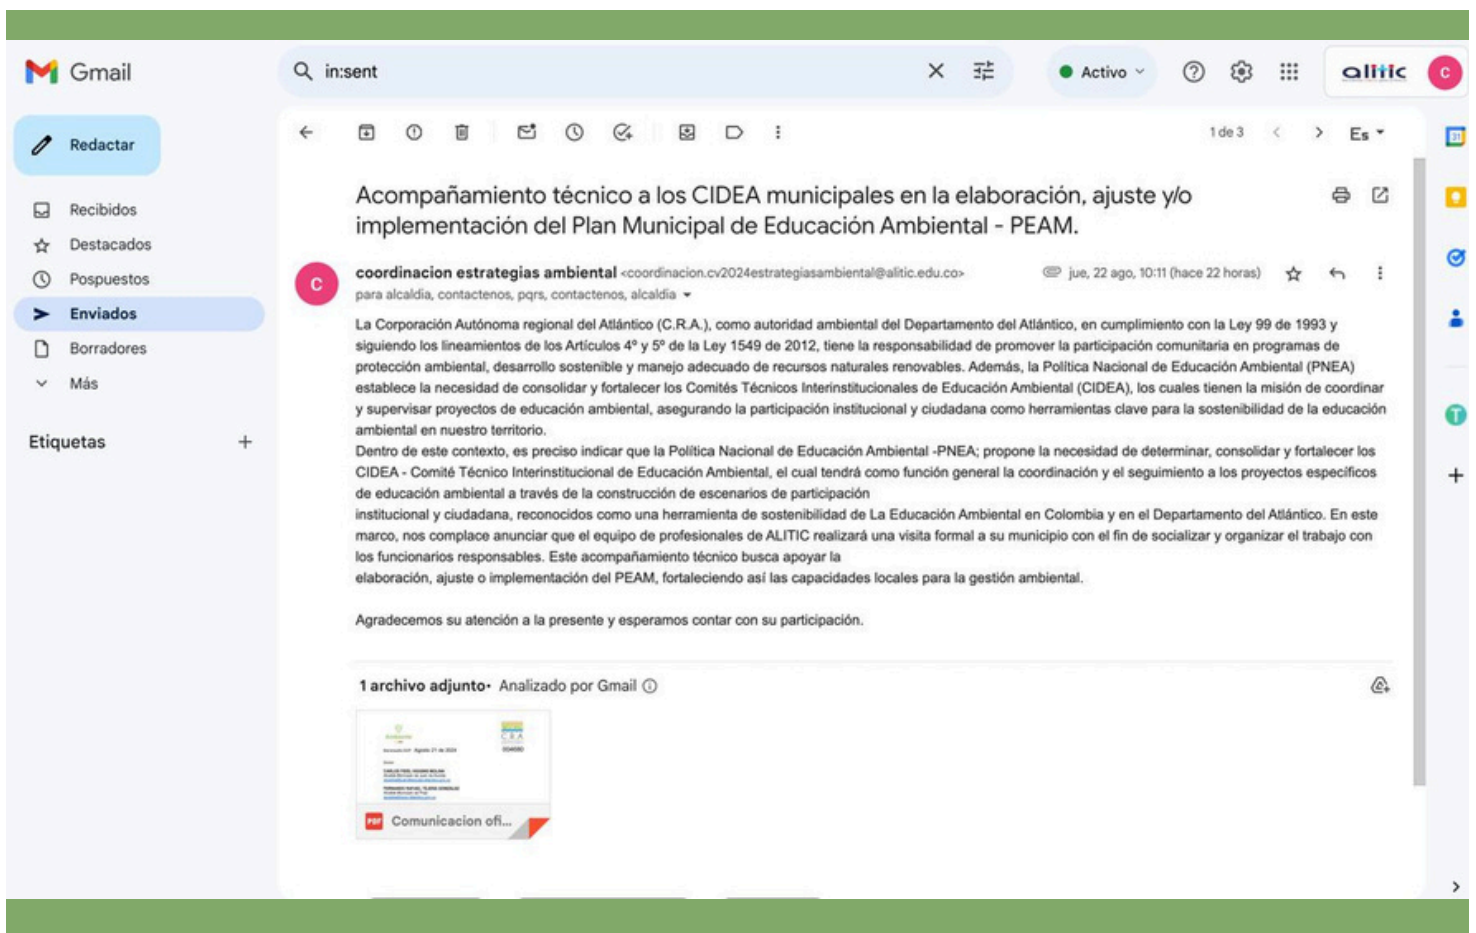 Gmail
in:sent
Activo
alitic
C
Redactar
1 de 3
Es
31
Recibidos
Destacados
Pospuestos
Enviados
Borradores
Más
Etiquetas
Acompañamiento técnico a los CIDEA municipales en la elaboración, ajuste y/o
implementación del Plan Municipal de Educación Ambiental - PEAM.
C
coordinacion estrategias ambiental <coordinacion.cv2024estrategiasambiental@alitic.edu.co>
jue, 22 ago, 10:11 (hace 22 horas)
para alcaldia, contactenos, pqrs, contactenos, alcaldia
La Corporación Autónoma regional del Atlántico (C.R.A.), como autoridad ambiental del Departamento del Atlántico, en cumplimiento con la Ley 99 de 1993 y
siguiendo los lineamientos de los Artículos 4º y 5º de la Ley 1549 de 2012, tiene la responsabilidad de promover la participación comunitaria en programas de
protección ambiental, desarrollo sostenible y manejo adecuado de recursos naturales renovables. Además, la Política Nacional de Educación Ambiental (PNEA)
establece la necesidad de consolidar y fortalecer los Comités Técnicos Interinstitucionales de Educación Ambiental (CIDEA), los cuales tienen la misión de coordinar
y supervisar proyectos de educación ambiental, asegurando la participación institucional y ciudadana como herramientas clave para la sostenibilidad de la educación
ambiental en nuestro territorio.
Dentro de este contexto, es preciso indicar que la Política Nacional de Educación Ambiental -PNEA; propone la necesidad de determinar, consolidar y fortalecer los
CIDEA - Comité Técnico Interinstitucional de Educación Ambiental, el cual tendrá como función general la coordinación y el seguimiento a los proyectos específicos
de educación ambiental a través de la construcción de escenarios de participación
institucional y ciudadana, reconocidos como una herramienta de sostenibilidad de La Educación Ambiental en Colombia y en el Departamento del Atlántico. En este
marco, nos complace anunciar que el equipo de profesionales de ALITIC realizará una visita formal a su municipio con el fin de socializar y organizar el trabajo con
los funcionarios responsables. Este acompañamiento técnico busca apoyar la
elaboración, ajuste o implementación del PEAM, fortaleciendo así las capacidades locales para la gestión ambiental.
Agradecemos su atención a la presente y esperamos contar con su participación.
1 archivo adjunto • Analizado por Gmail
CRA
Agosto 21 de 2024
PDF
Comunicacion ofi...
T